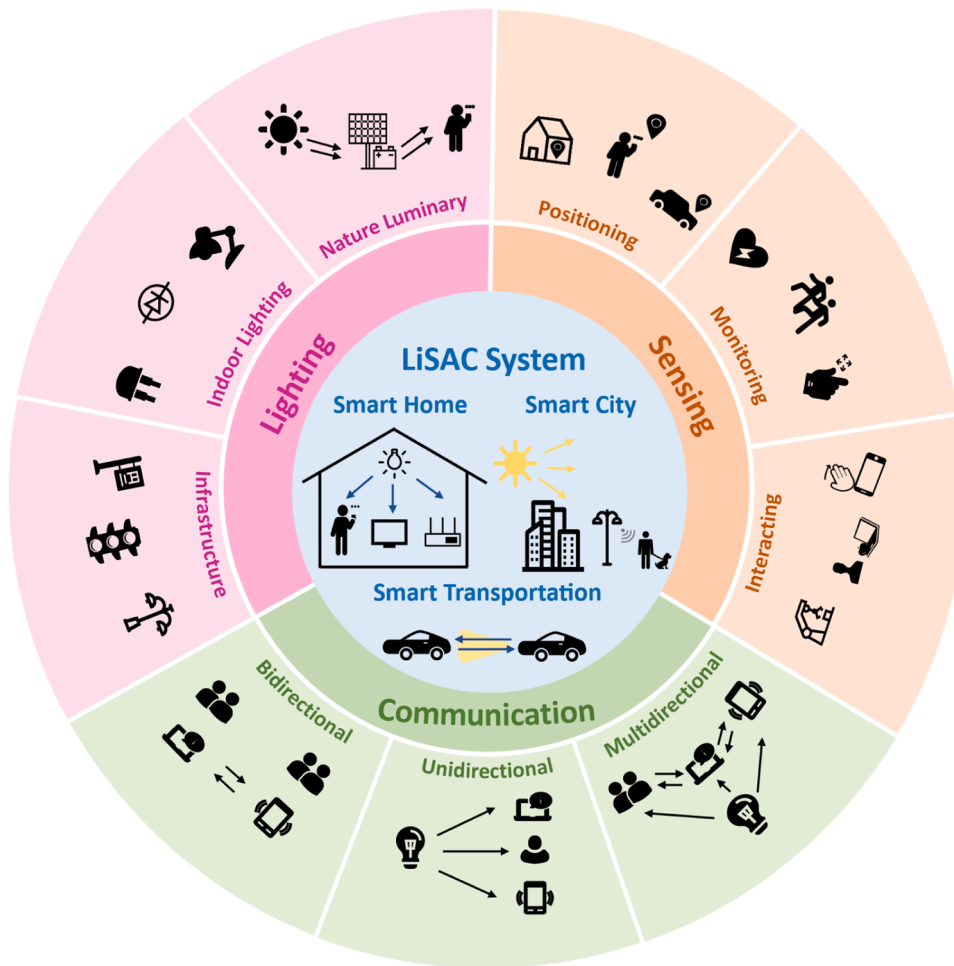 LiSAC System
Smart Home
Smart City
Smart Transportation
Lighting
Nature Luminary
Indoor Lighting
Infrastructure
Sensing
Positioning
Monitoring
Interacting
Communication
Bidirectional
Unidirectional
Multidirectional